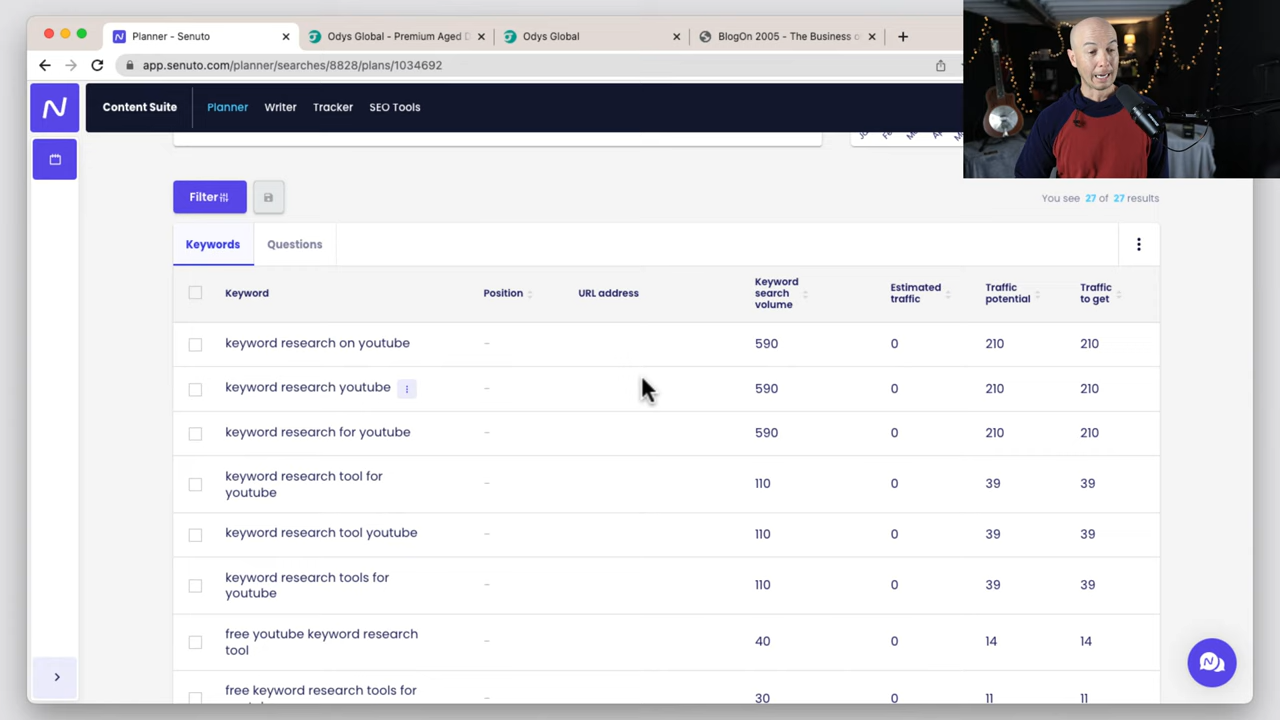 Planner - Senuto
Odys Global - Premium Aged D
Odys Global
BlogOn 2005 - The Business o
app.senuto.com/planner/searches/8828/plans/1034692
Content Suite
Planner
Writer
Tracker
SEO Tools
Filter
You see 27 of 27 results
Keywords
Questions
Keyword
Position
URL address
Keyword
search
volume
Estimated
traffic
Traffic
potential
Traffic
to get
keyword research on youtube - 590 0 210 210
keyword research youtube - 590 0 210 210
keyword research for youtube - 590 0 210 210
keyword research tool for
youtube - 110 0 39 39
keyword research tool youtube - 110 0 39 39
keyword research tools for
youtube - 110 0 39 39
free youtube keyword research
tool - 40 0 14 14
free keyword research tools for
30 0 11 11